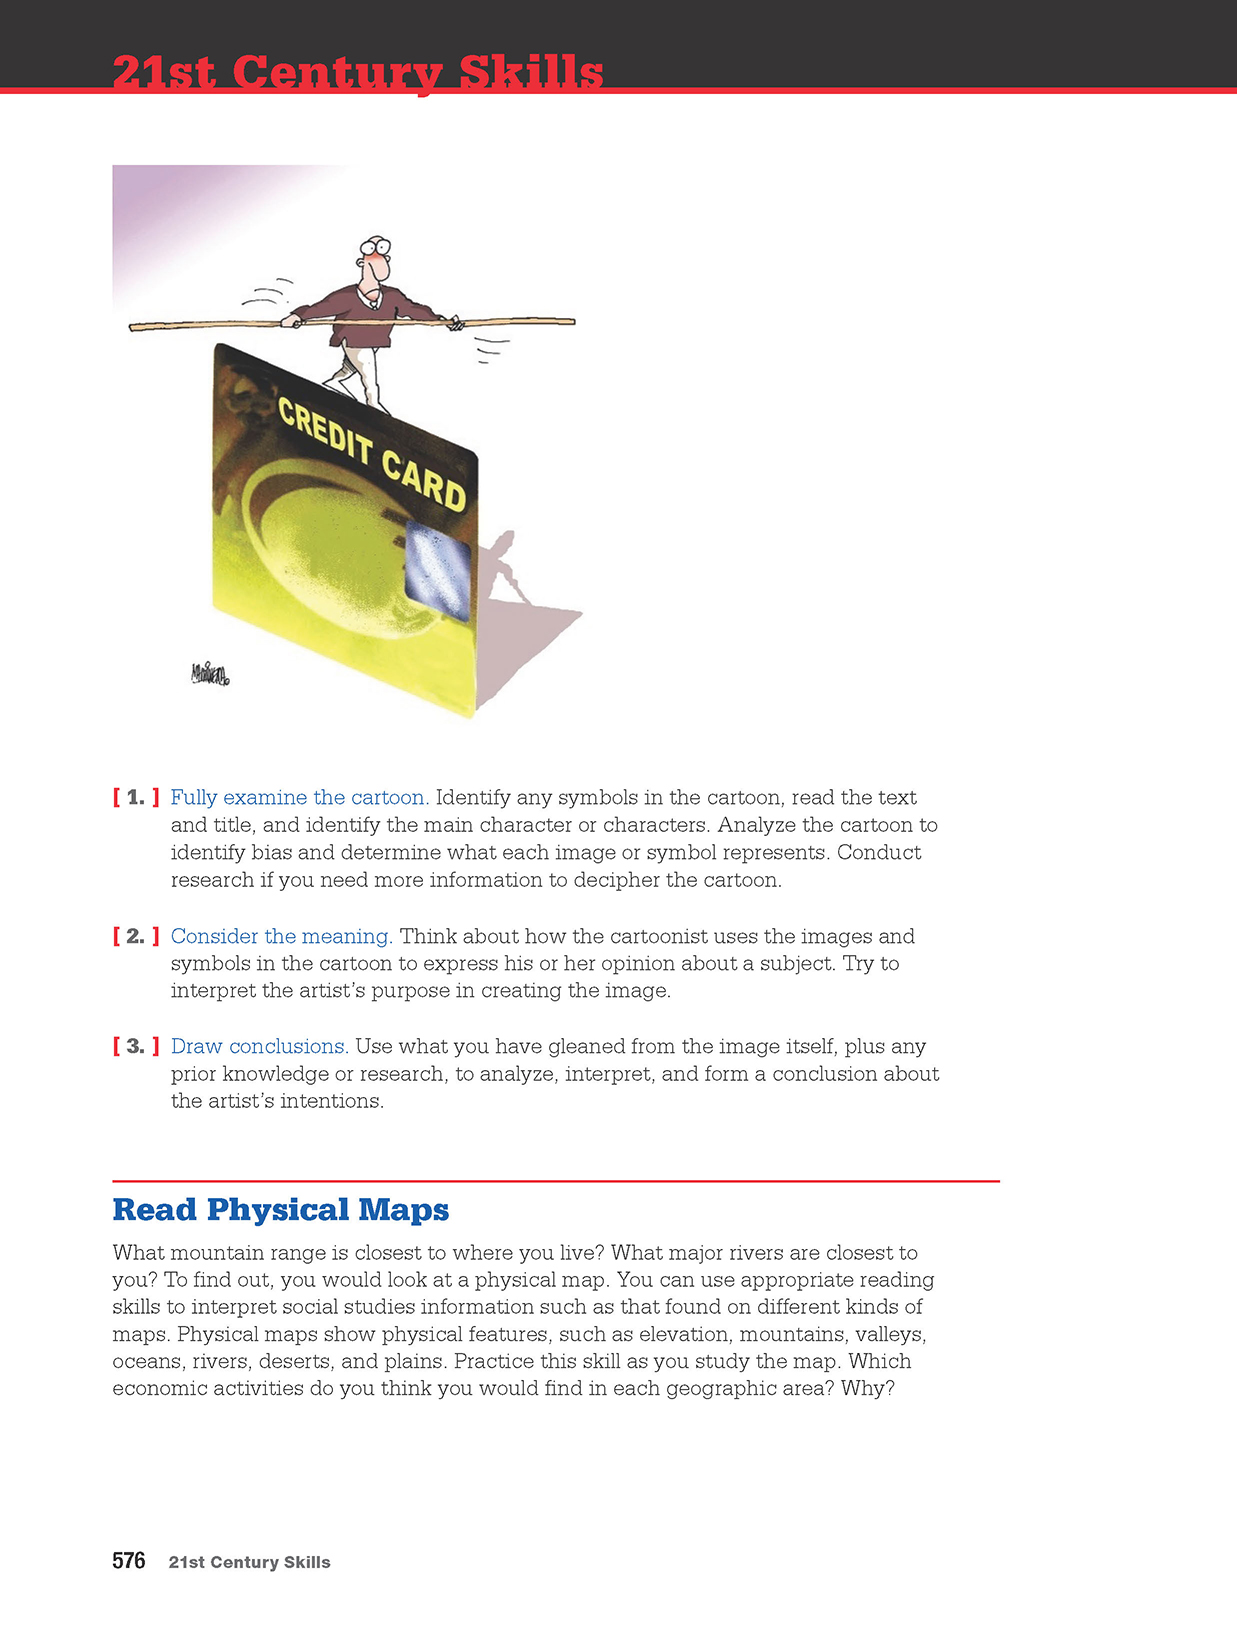 21st Century Skills
CREDIT CARD
[ 1. ] Fully examine the cartoon. Identify any symbols in the cartoon, read the text
and title, and identify the main character or characters. Analyze the cartoon to
identify bias and determine what each image or symbol represents. Conduct
research if you need more information to decipher the cartoon.
[ 2. ] Consider the meaning. Think about how the cartoonist uses the images and
symbols in the cartoon to express his or her opinion about a subject. Try to
interpret the artist’s purpose in creating the image.
[ 3. ] Draw conclusions. Use what you have gleaned from the image itself, plus any
prior knowledge or research, to analyze, interpret, and form a conclusion about
the artist’s intentions.
Read Physical Maps
What mountain range is closest to where you live? What major rivers are closest to
you? To find out, you would look at a physical map. You can use appropriate reading
skills to interpret social studies information such as that found on different kinds of
maps. Physical maps show physical features, such as elevation, mountains, valleys,
oceans, rivers, deserts, and plains. Practice this skill as you study the map. Which
economic activities do you think you would find in each geographic area? Why?
576 21st Century Skills